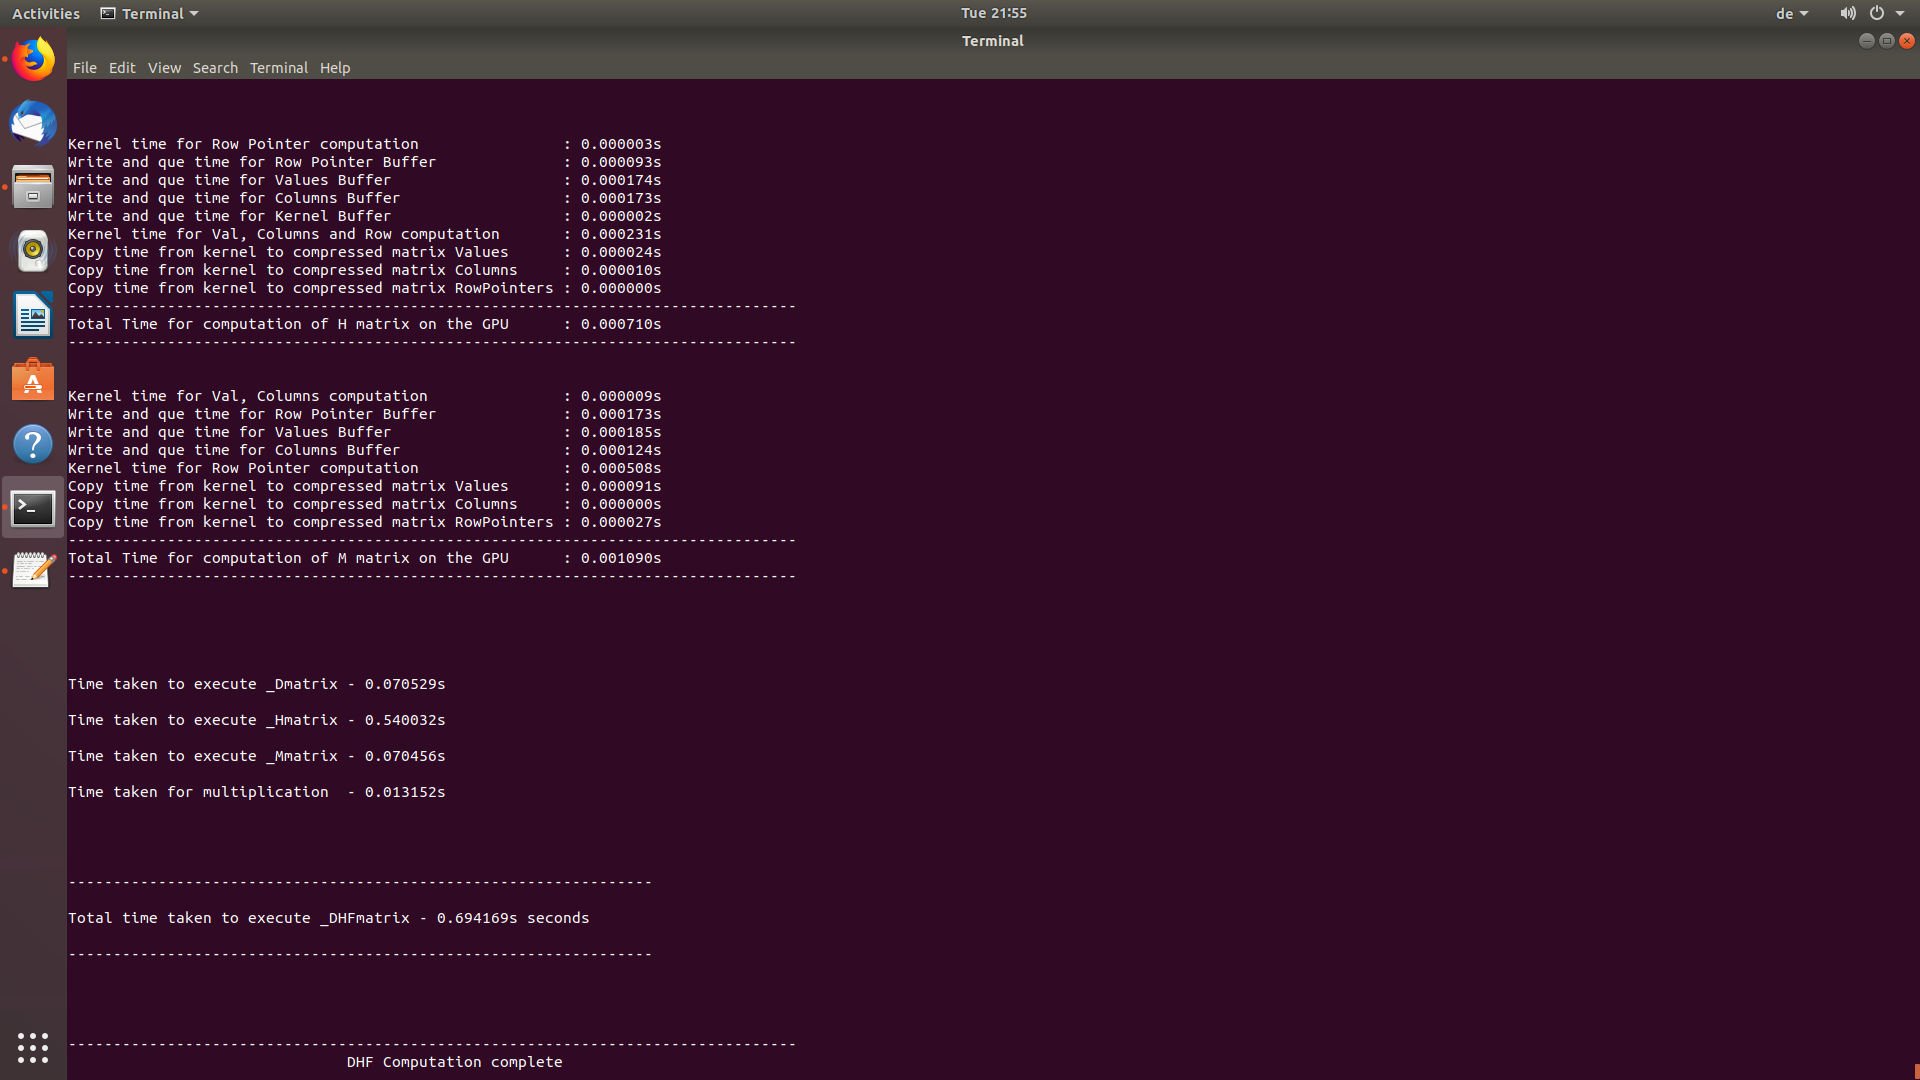 Activities Terminal Tue 21:55 de
Terminal
File Edit View Search Terminal Help
Kernel time for Row Pointer computation : 0.000003s
Write and que time for Row Pointer Buffer : 0.000093s
Write and que time for Values Buffer : 0.000174s
Write and que time for Columns Buffer : 0.000173s
Write and que time for Kernel Buffer : 0.000002s
Kernel time for Val, Columns and Row computation : 0.000231s
Copy time from kernel to compressed matrix Values : 0.000024s
Copy time from kernel to compressed matrix Columns : 0.000010s
Copy time from kernel to compressed matrix RowPointers : 0.000000s
---------------------------------------------------------------------------------
Total Time for computation of H matrix on the GPU : 0.000710s
---------------------------------------------------------------------------------
Kernel time for Val, Columns computation : 0.000009s
Write and que time for Row Pointer Buffer : 0.000173s
Write and que time for Values Buffer : 0.000185s
Write and que time for Columns Buffer : 0.000124s
Kernel time for Row Pointer computation : 0.000508s
Copy time from kernel to compressed matrix Values : 0.000091s
Copy time from kernel to compressed matrix Columns : 0.000000s
Copy time from kernel to compressed matrix RowPointers : 0.000027s
---------------------------------------------------------------------------------
Total Time for computation of M matrix on the GPU : 0.001090s
---------------------------------------------------------------------------------
Time taken to execute _Dmatrix - 0.070529s
Time taken to execute _Hmatrix - 0.540032s
Time taken to execute _Mmatrix - 0.070456s
Time taken for multiplication - 0.013152s
-----------------------------------------------------------------
Total time taken to execute _DHFmatrix - 0.694169s seconds
-----------------------------------------------------------------
---------------------------------------------------------------------------------
DHF Computation complete